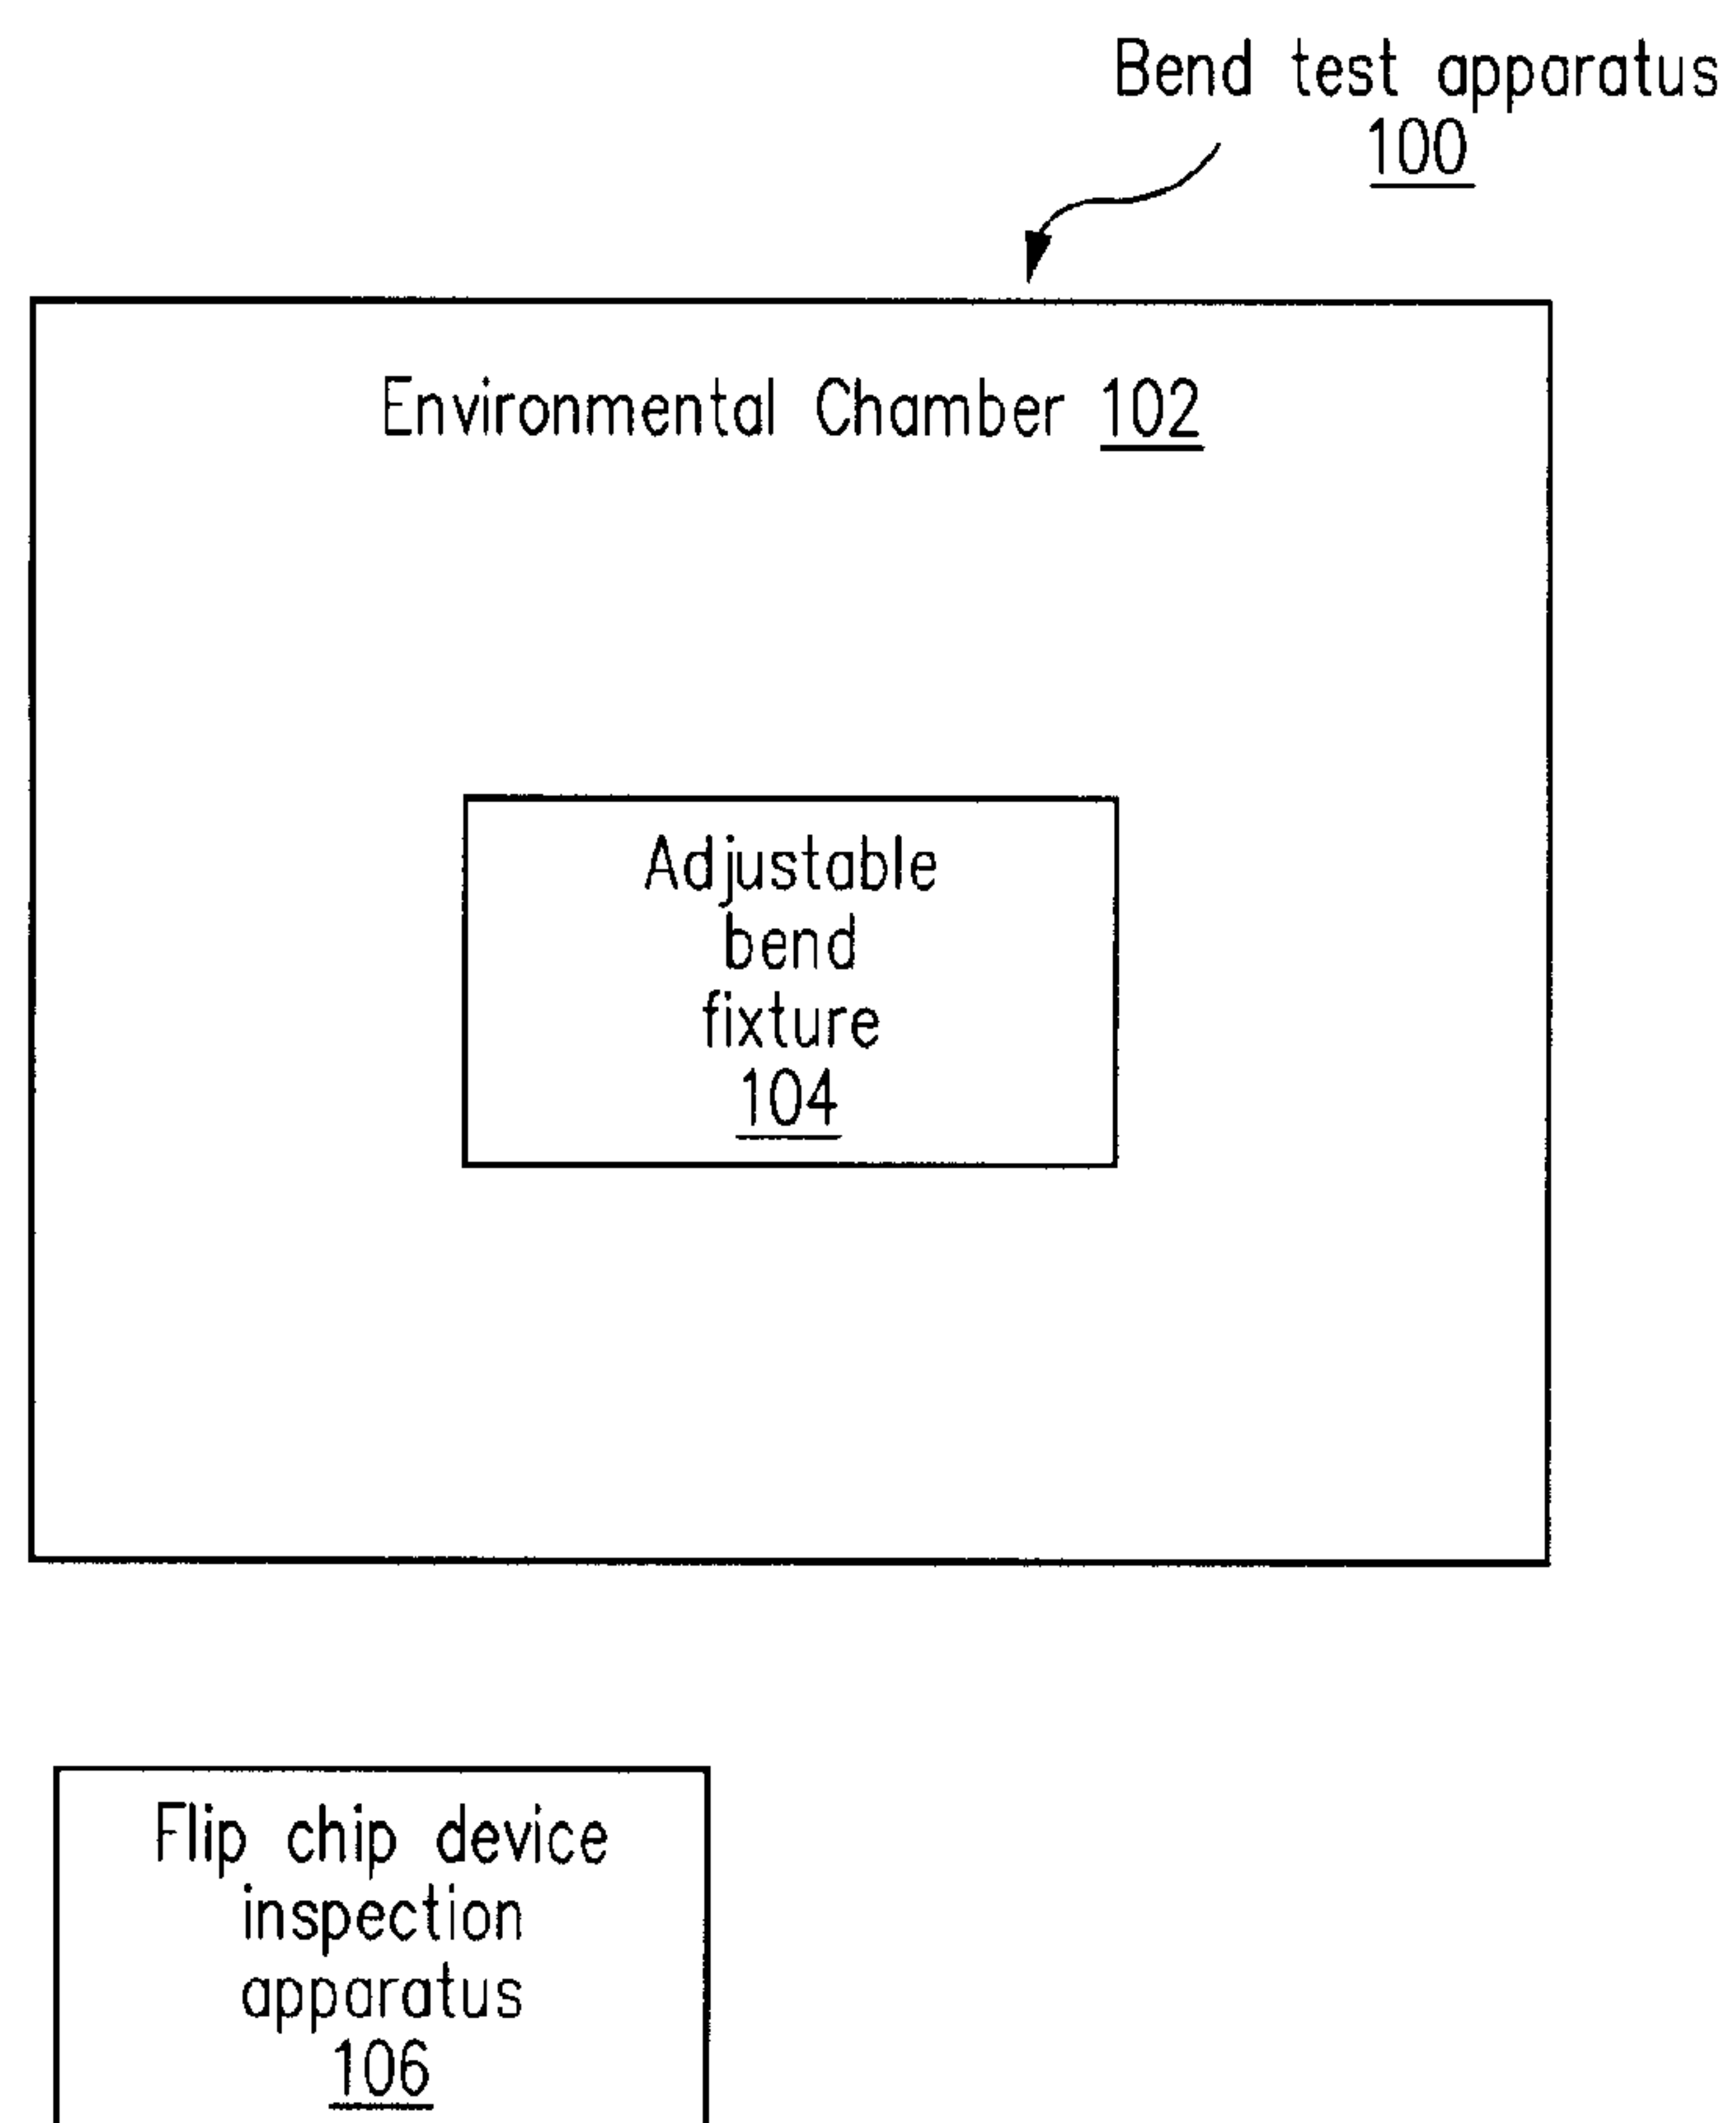 Bend test apparatus
100
Environmental Chamber 102
Adjustable
bend
fixture
104
Flip chip device
inspection
apparatus
106